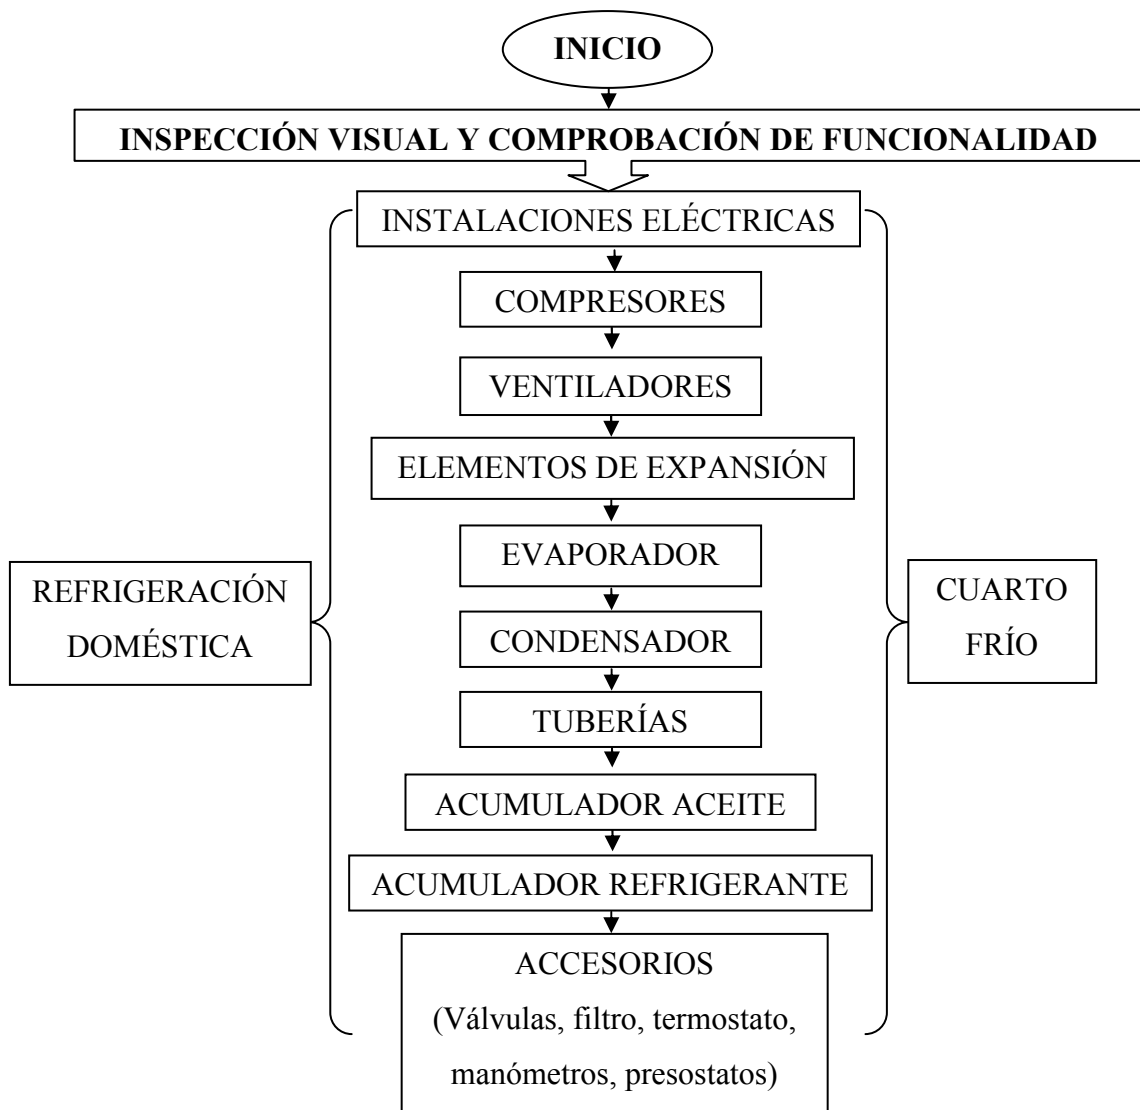 INICIO
INSPECCIÓN VISUAL Y COMPROBACIÓN DE FUNCIONALIDAD
INSTALACIONES ELÉCTRICAS
COMPRESORES
VENTILADORES
ELEMENTOS DE EXPANSIÓN
EVAPORADOR
REFRIGERACIÓN
DOMÉSTICA
CUARTO
FRÍO
CONDENSADOR
TUBERÍAS
ACUMULADOR ACEITE
ACUMULADOR REFRIGERANTE
ACCESORIOS
(Válvulas, filtro, termostato,
manómetros, presostatos)